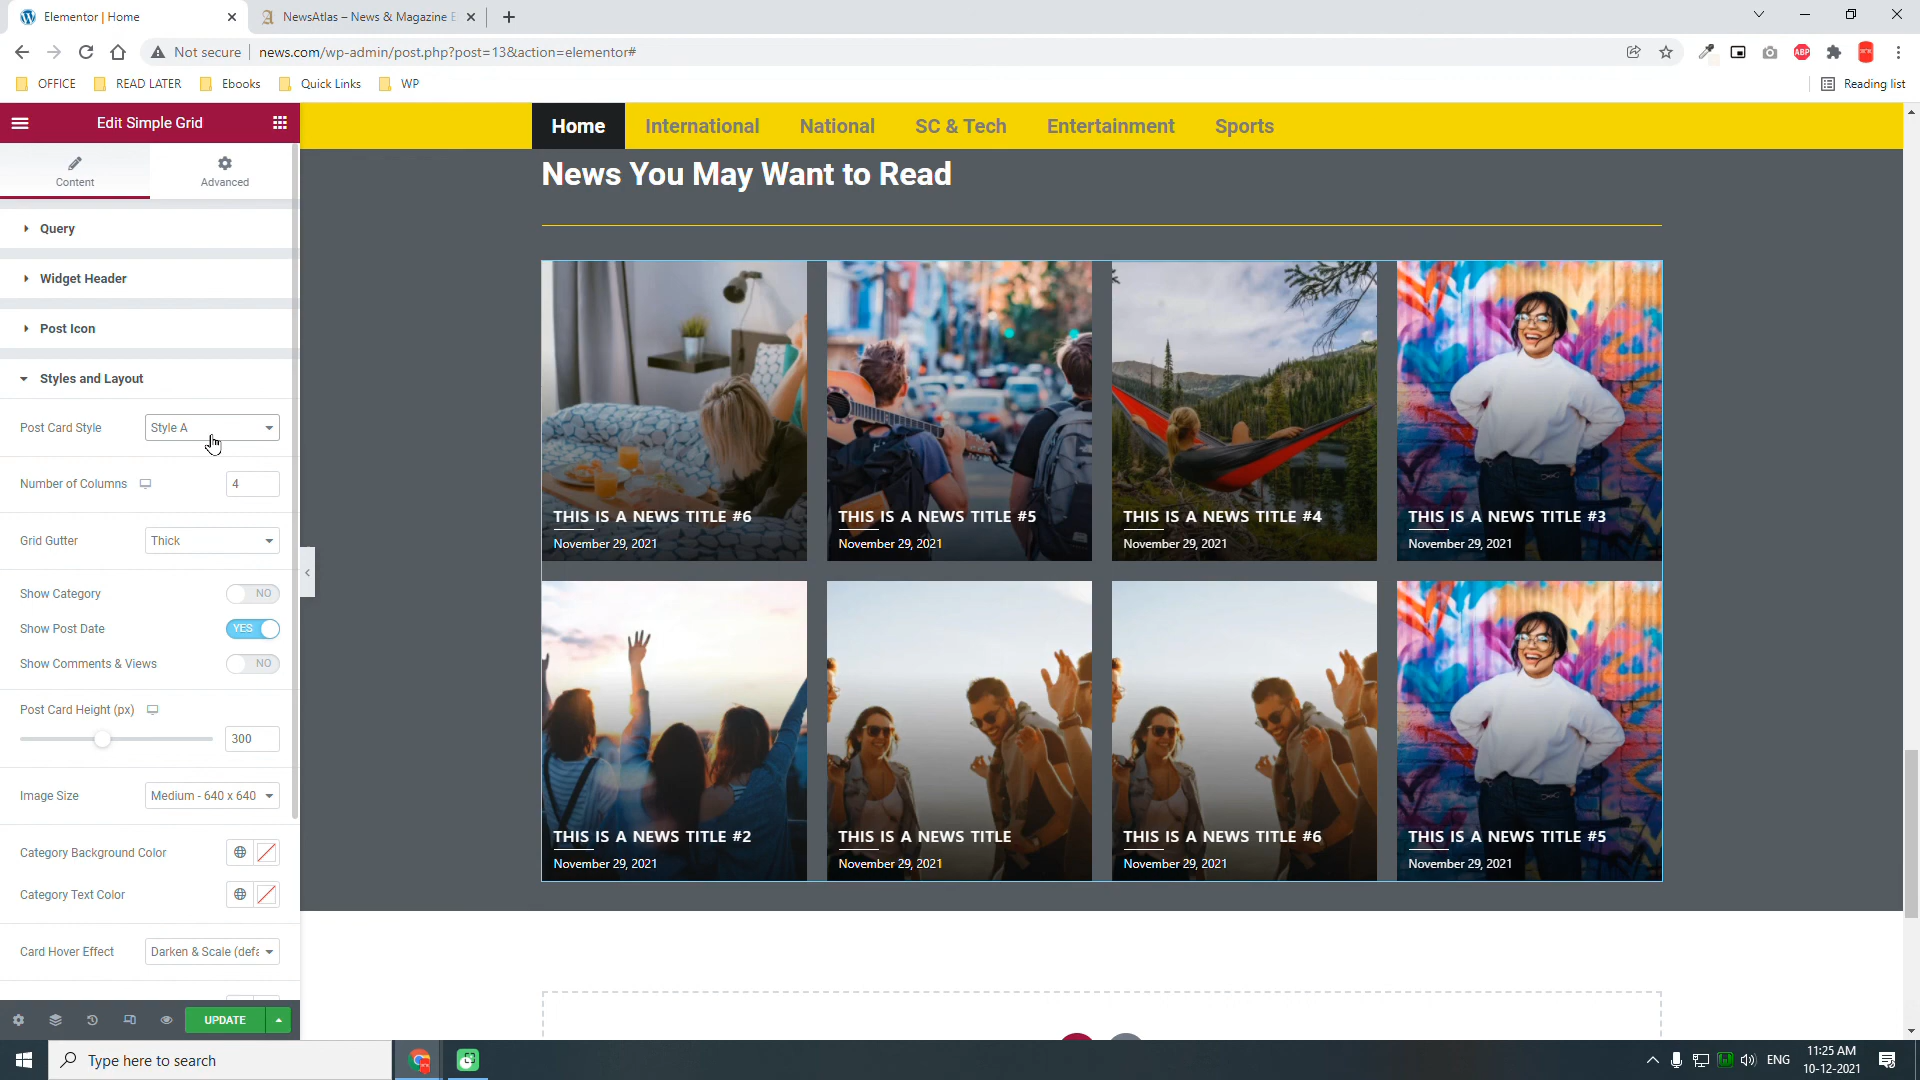 Elementor | Home
NewsAtlas – News & Magazine E
Not secure
news.com/wp-admin/post.php?post=13&action=elementor#
ABP
OFFICE
READ LATER
Ebooks
Quick Links
WP
Reading list
Edit Simple Grid
Content
Advanced
Query
Widget Header
Post Icon
Styles and Layout
Post Card Style
Style A
Number of Columns
4
Grid Gutter
Thick
Show Category
NO
Show Post Date
YES
Show Comments & Views
NO
Post Card Height (px)
300
Image Size
Medium - 640 x 640
Category Background Color
Category Text Color
Card Hover Effect
Darken & Scale (defa
UPDATE
Home
International
National
SC & Tech
Entertainment
Sports
News You May Want to Read
THIS IS A NEWS TITLE #6
November 29, 2021
THIS IS A NEWS TITLE #5
November 29, 2021
THIS IS A NEWS TITLE #4
November 29, 2021
THIS IS A NEWS TITLE #3
November 29, 2021
THIS IS A NEWS TITLE #2
November 29, 2021
THIS IS A NEWS TITLE
November 29, 2021
THIS IS A NEWS TITLE #6
November 29, 2021
THIS IS A NEWS TITLE #5
November 29, 2021
Type here to search
ENG
11:25 AM
10-12-2021